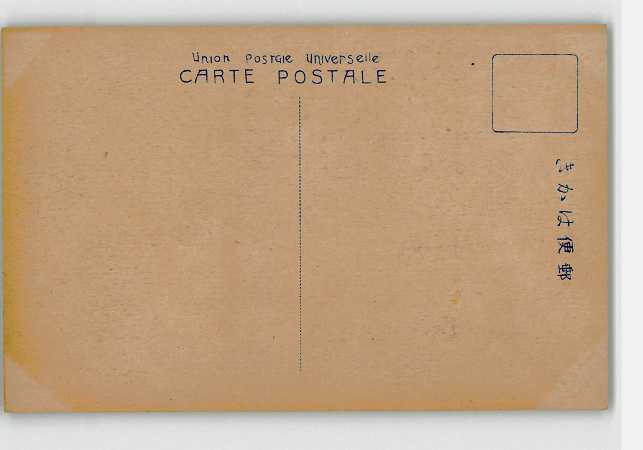 Union Postale Universelle
CARTE POSTALE
郵便はかき